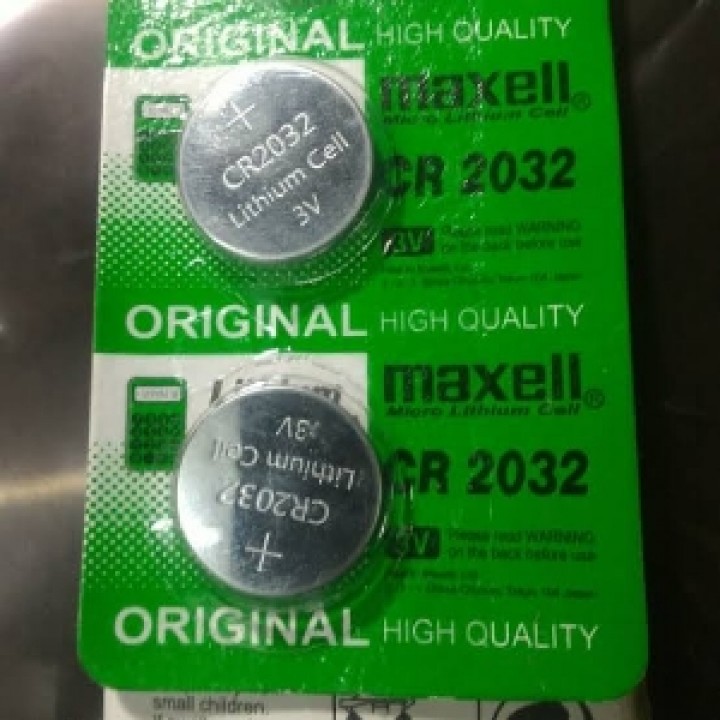 ORIGINAL HIGH QUALITY
maxell®
Micro Lithium Cell
+
CR2032
Lithium Cell
3V
CR 2032
3V
Please read WARNING
on the back before use
ORIGINAL HIGH QUALITY
maxell®
Micro Lithium Cell
3V
Lithium Cell
CR2032
+
CR 2032
3V
Please read WARNING
on the back before use
ORIGINAL HIGH QUALITY
small children.